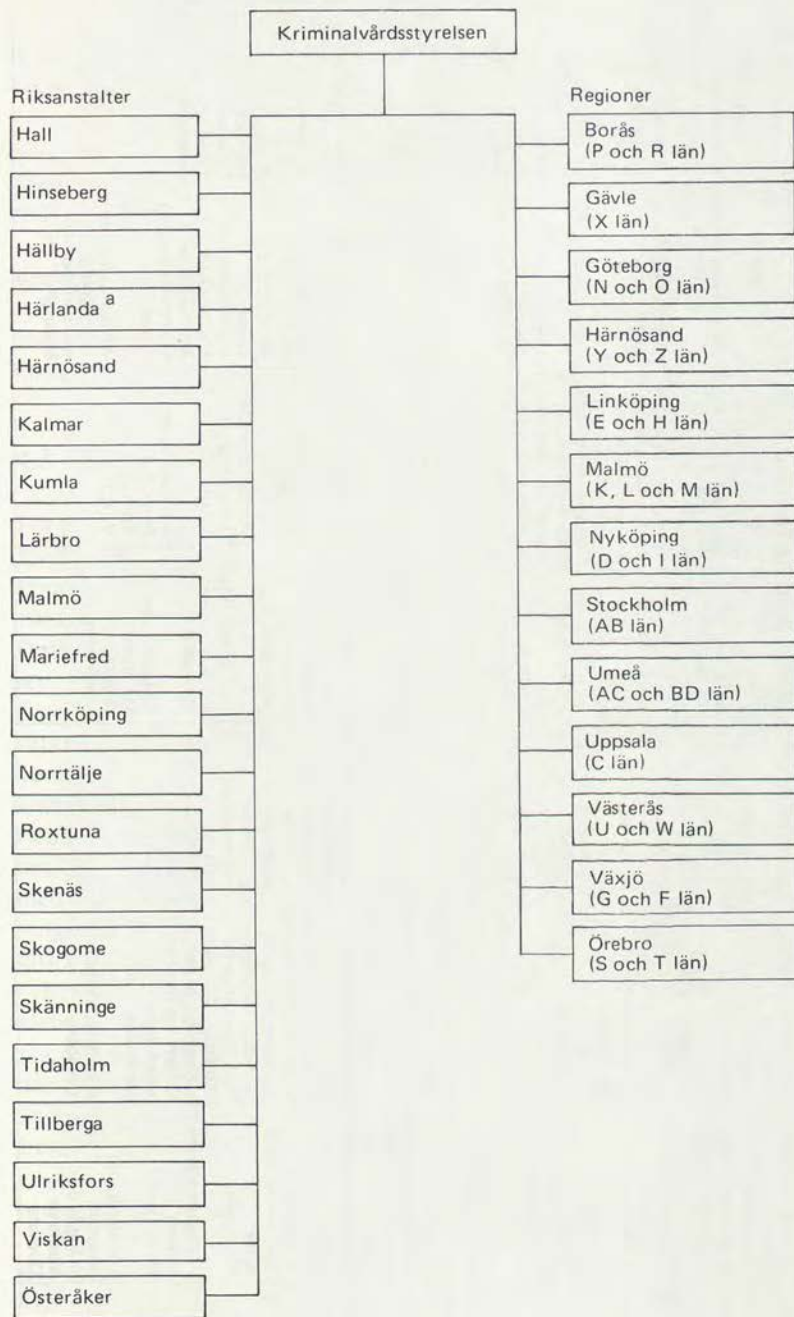 Kriminalvårdsstyrelsen
Riksanstalter
Hall
Hinseberg
Hällby
Härlanda a
Härnösand
Kalmar
Kumla
Lärbro
Malmö
Mariefred
Norrköping
Norrtälje
Roxtuna
Skenäs
Skogome
Skänninge
Tidaholm
Tillberga
Ulriksfors
Viskan
Österåker
Regioner
Borås
(P och R län)
Gävle
(X län)
Göteborg
(N och O län)
Härnösand
(Y och Z län)
Linköping
(E och H län)
Malmö
(K, L och M län)
Nyköping
(D och I län)
Stockholm
(AB län)
Umeå
(AC och BD län)
Uppsala
(C län)
Västerås
(U och W län)
Växjö
(G och F län)
Örebro
(S och T län)